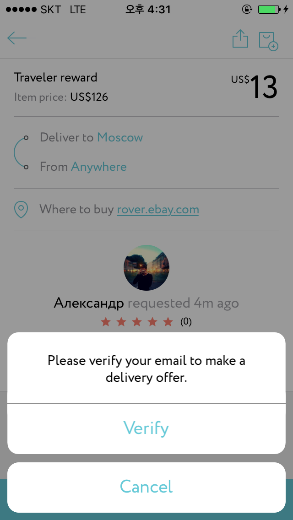 SKT LTE 오후 4:31
Traveler reward
US$13
Item price: US$126
Deliver to Moscow
From Anywhere
Where to buy rover.ebay.com
Александр requested 4m ago
(0)
Please verify your email to make a
delivery offer.
Verify
Cancel